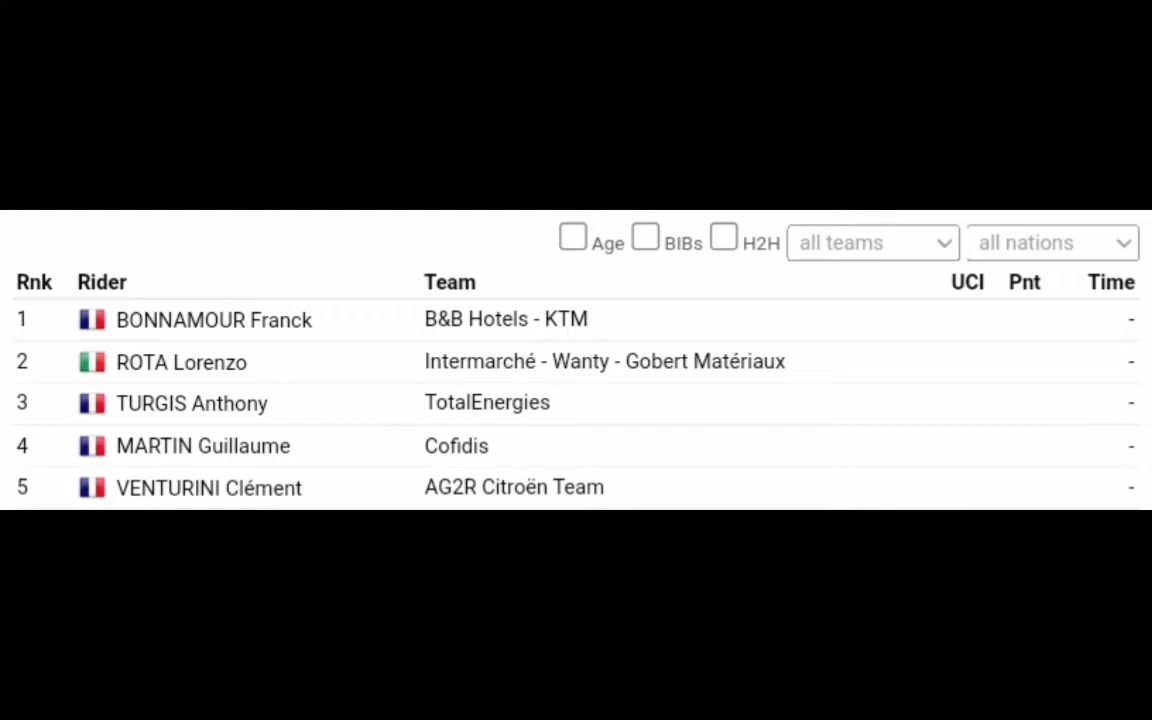 Age BIBs H2H all teams all nations
Rnk Rider Team UCI Pnt Time
1 BONNAMOUR Franck B&B Hotels - KTM -
2 ROTA Lorenzo Intermarché - Wanty - Gobert Matériaux -
3 TURGIS Anthony TotalEnergies -
4 MARTIN Guillaume Cofidis -
5 VENTURINI Clément AG2R Citroën Team -